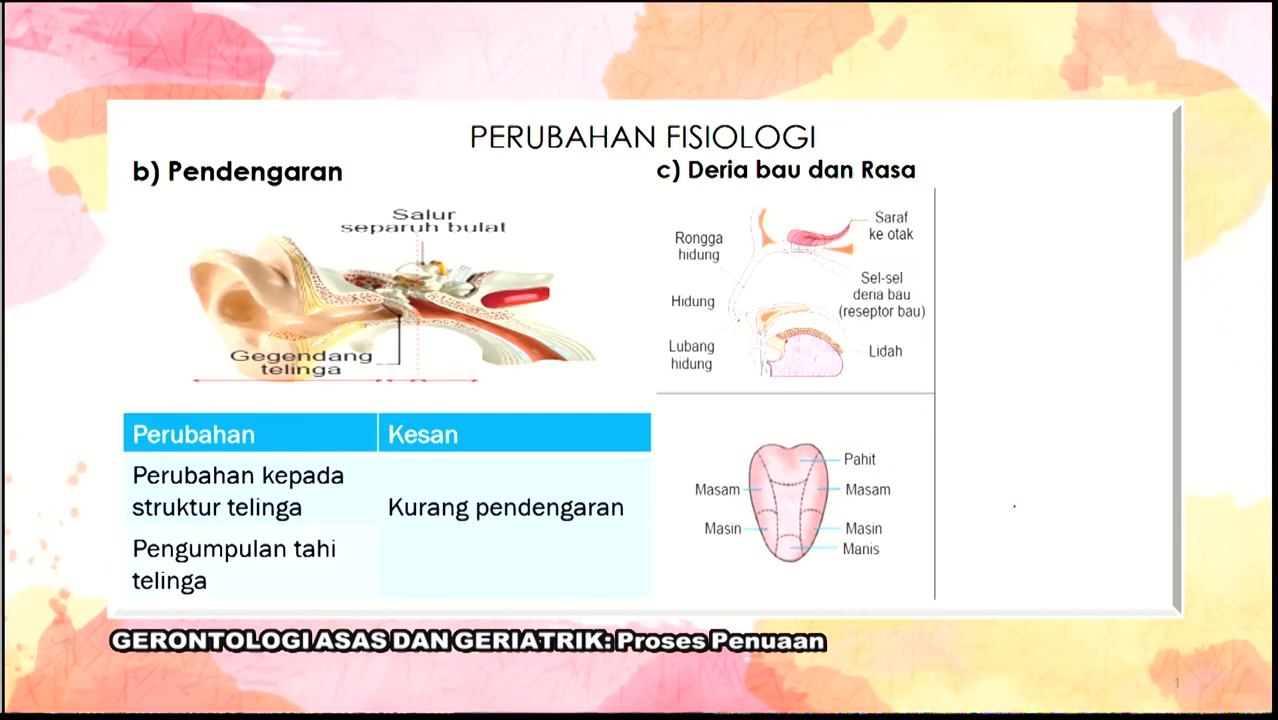 PERUBAHAN FISIOLOGI
b) Pendengaran
Salur
separuh bulat
Gegendang
telinga
Perubahan
Kesan
Perubahan kepada
struktur telinga
Kurang pendengaran
Pengumpulan tahi
telinga
c) Deria bau dan Rasa
Rongga
hidung
Hidung
Lubang
hidung
Saraf
ke otak
Sel-sel
deria bau
(reseptor bau)
Lidah
Pahit
Masam
Masam
Masin
Masin
Manis
GERONTOLOGI ASAS DAN GERIATRIK: Proses Penuaan
1